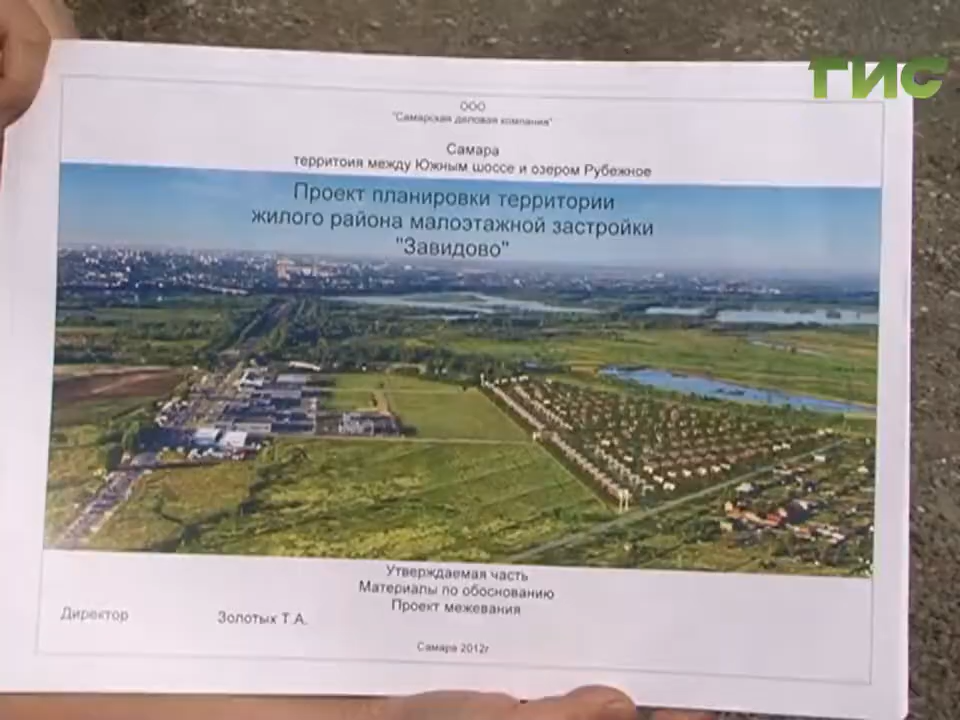 ГИС
ООО
"Самарская деловая компания"
Самара
территоия между Южным шоссе и озером Рубежное
Проект планировки территории
жилого района малоэтажной застройки
"Завидово"
Утверждаемая часть
Материалы по обоснованию
Проект межевания
Директор Золотых Т.А.
Самара 2012г